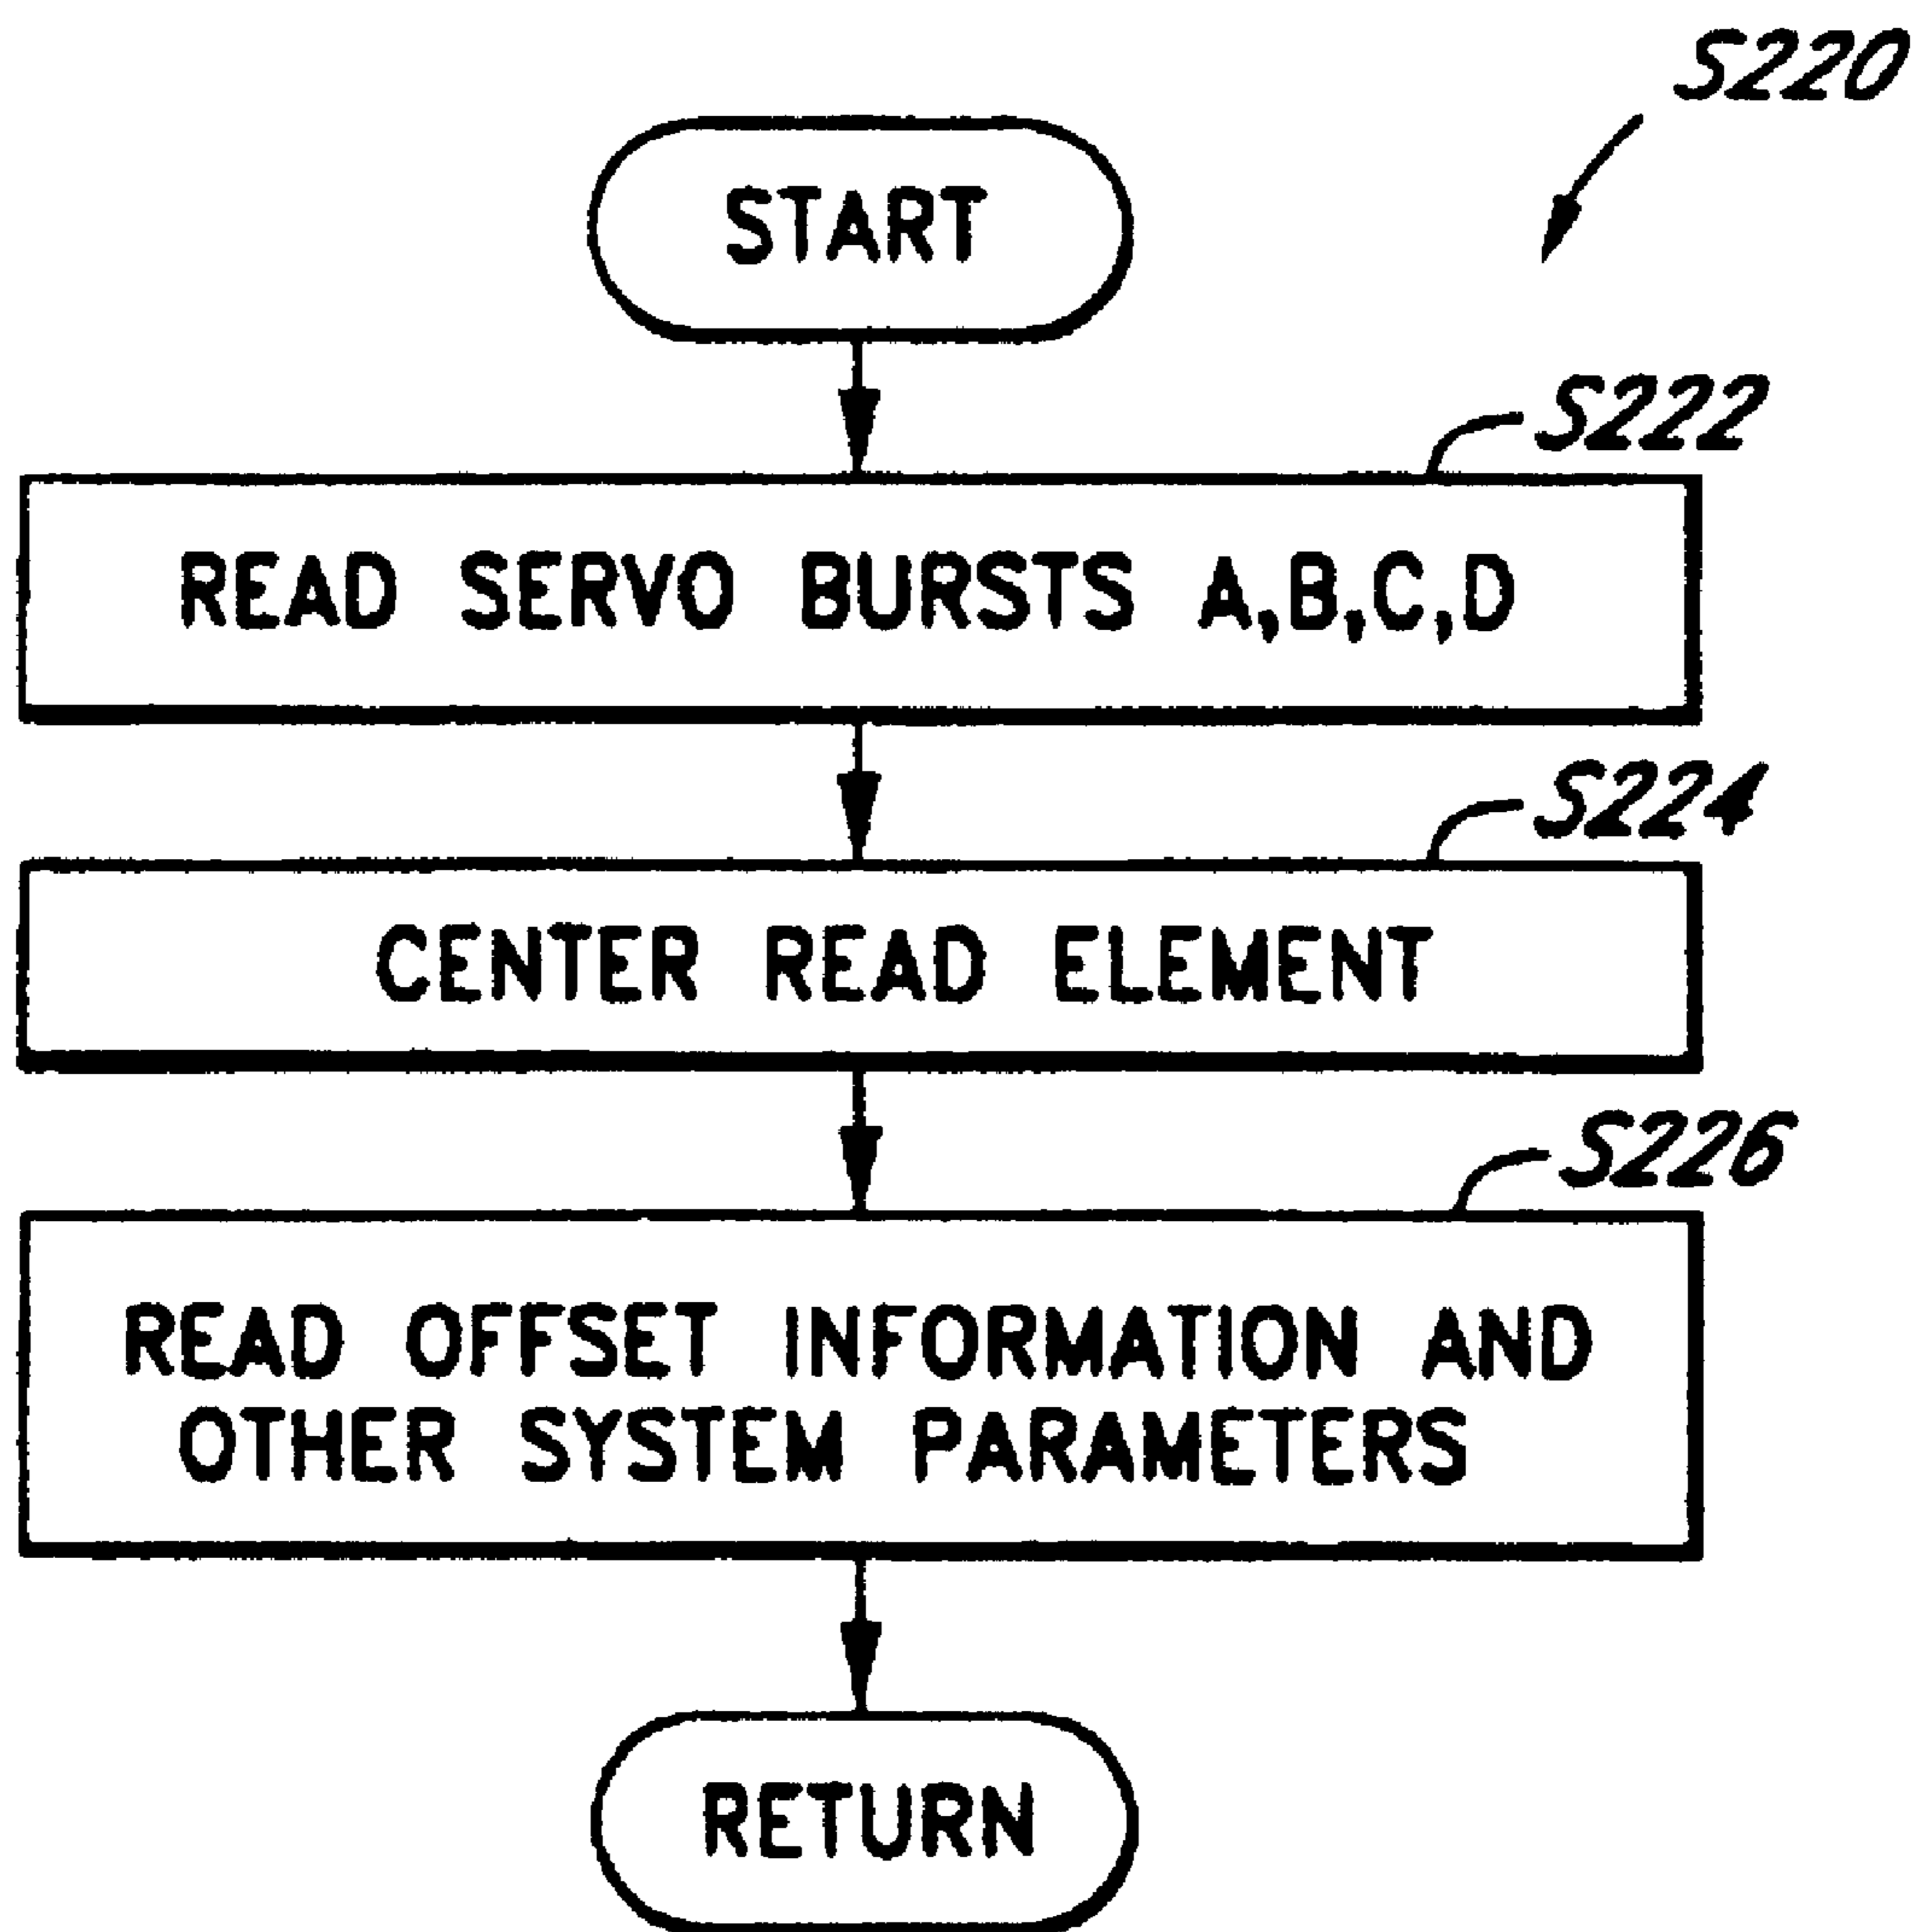 S220
START
S222
READ SERVO BURSTS A,B,C,D
S224
CENTER READ ELEMENT
S226
READ OFFSET INFORMATION AND
OTHER SYSTEM PARAMETERS
RETURN